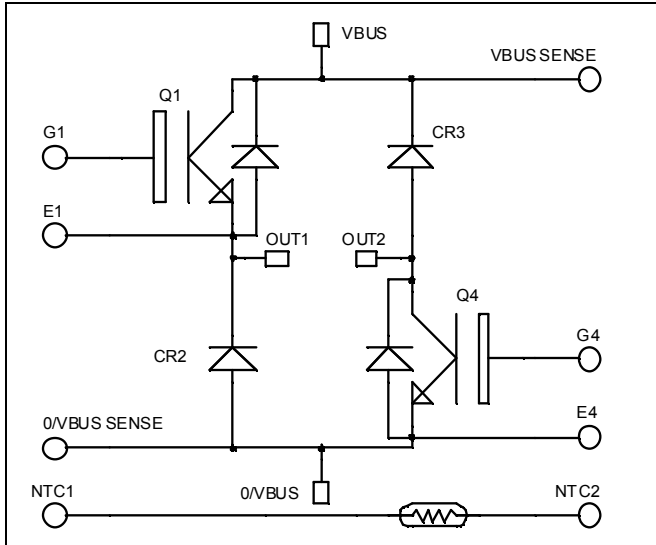 VBUS
VBUS SENSE
Q1
G1
CR3
E1
OUT1
OUT2
Q4
CR2
G4
0/VBUS SENSE
E4
NTC1
0/VBUS
NTC2